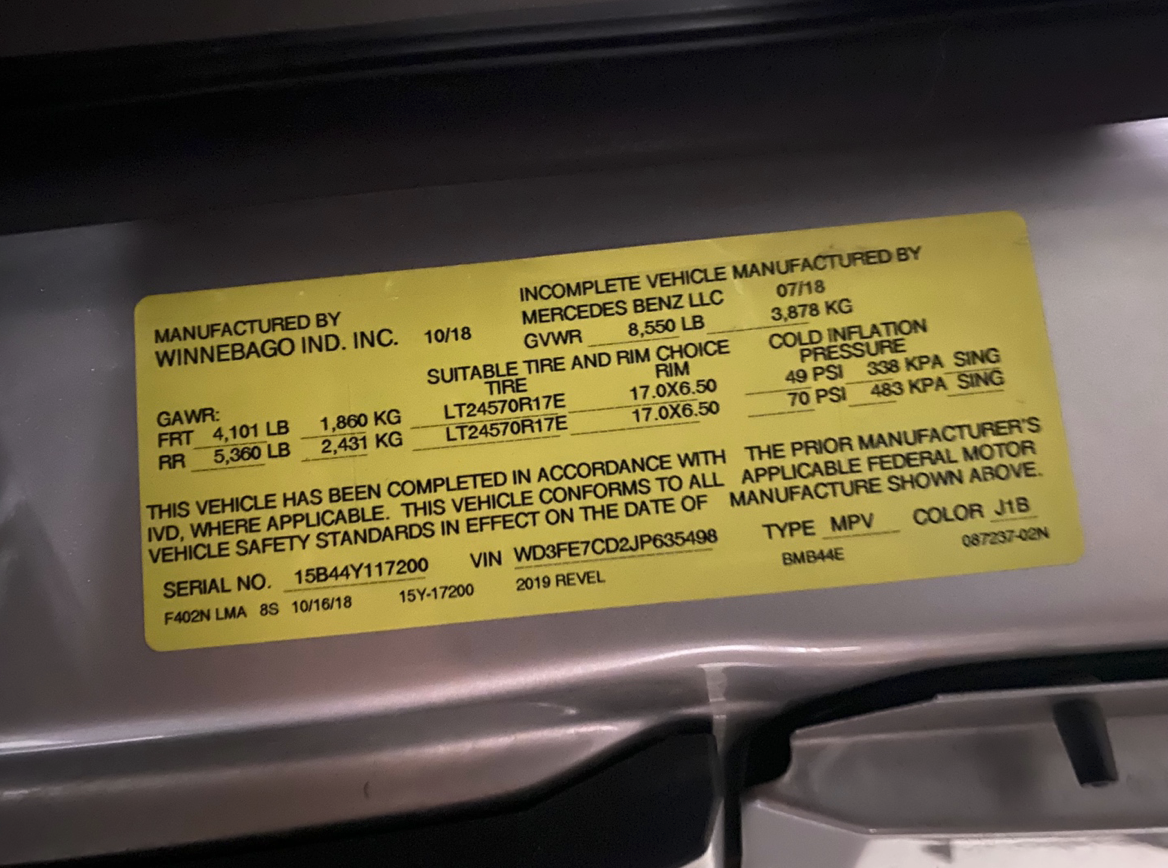 MANUFACTURED BY
WINNEBAGO IND. INC. 10/18
INCOMPLETE VEHICLE MANUFACTURED BY
MERCEDES BENZ LLC 07/18
GVWR 8,550 LB 3,878 KG
SUITABLE TIRE AND RIM CHOICE COLD INFLATION
TIRE RIM PRESSURE
GAWR:
FRT 4,101 LB 1,860 KG LT24570R17E 17.0X6.50 49 PSI 338 KPA SING
RR 5,360 LB 2,431 KG LT24570R17E 17.0X6.50 70 PSI 483 KPA SING
THIS VEHICLE HAS BEEN COMPLETED IN ACCORDANCE WITH THE PRIOR MANUFACTURER'S
IVD, WHERE APPLICABLE. THIS VEHICLE CONFORMS TO ALL APPLICABLE FEDERAL MOTOR
VEHICLE SAFETY STANDARDS IN EFFECT ON THE DATE OF MANUFACTURE SHOWN ABOVE.
SERIAL NO. 15B44Y117200 VIN WD3FE7CD2JP635498 TYPE MPV COLOR J1B
F402N LMA 8S 10/16/18 15Y-17200 2019 REVEL BMB44E 087237-02N